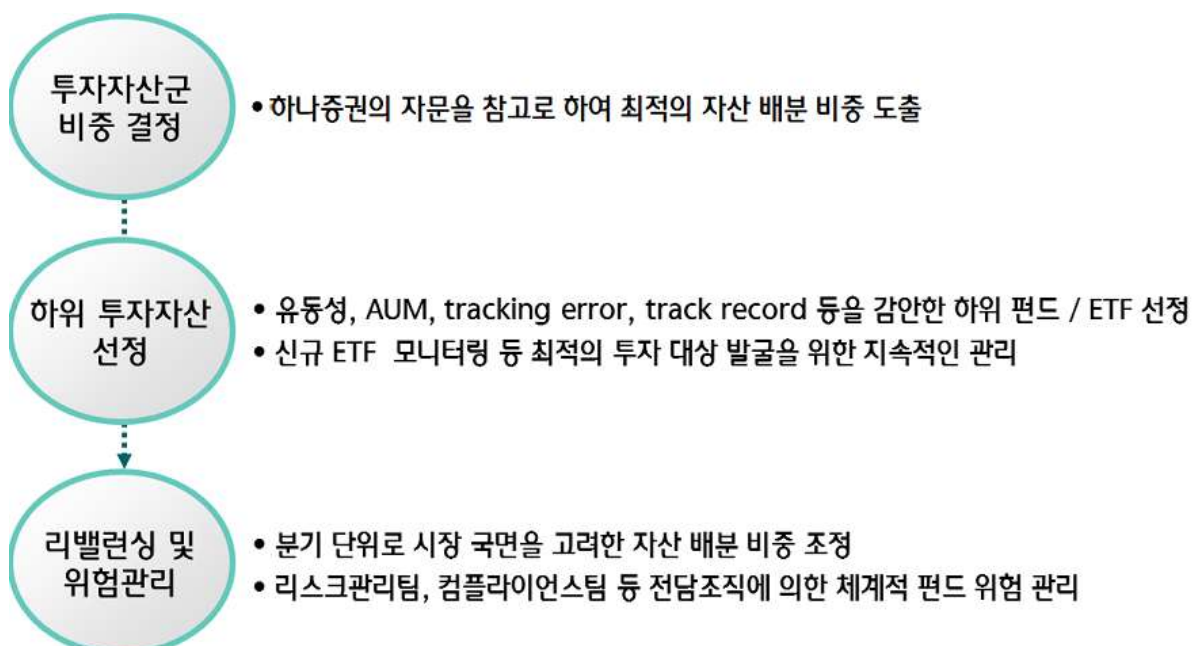 투자자산군
비중 결정
• 하나증권의 자문을 참고로 하여 최적의 자산 배분 비중 도출
하위 투자자산
선정
• 유동성, AUM, tracking error, track record 등을 감안한 하위 펀드 / ETF 선정
• 신규 ETF 모니터링 등 최적의 투자 대상 발굴을 위한 지속적인 관리
리밸런싱 및
위험관리
• 분기 단위로 시장 국면을 고려한 자산 배분 비중 조정
• 리스크관리팀, 컴플라이언스팀 등 전담조직에 의한 체계적 펀드 위험 관리